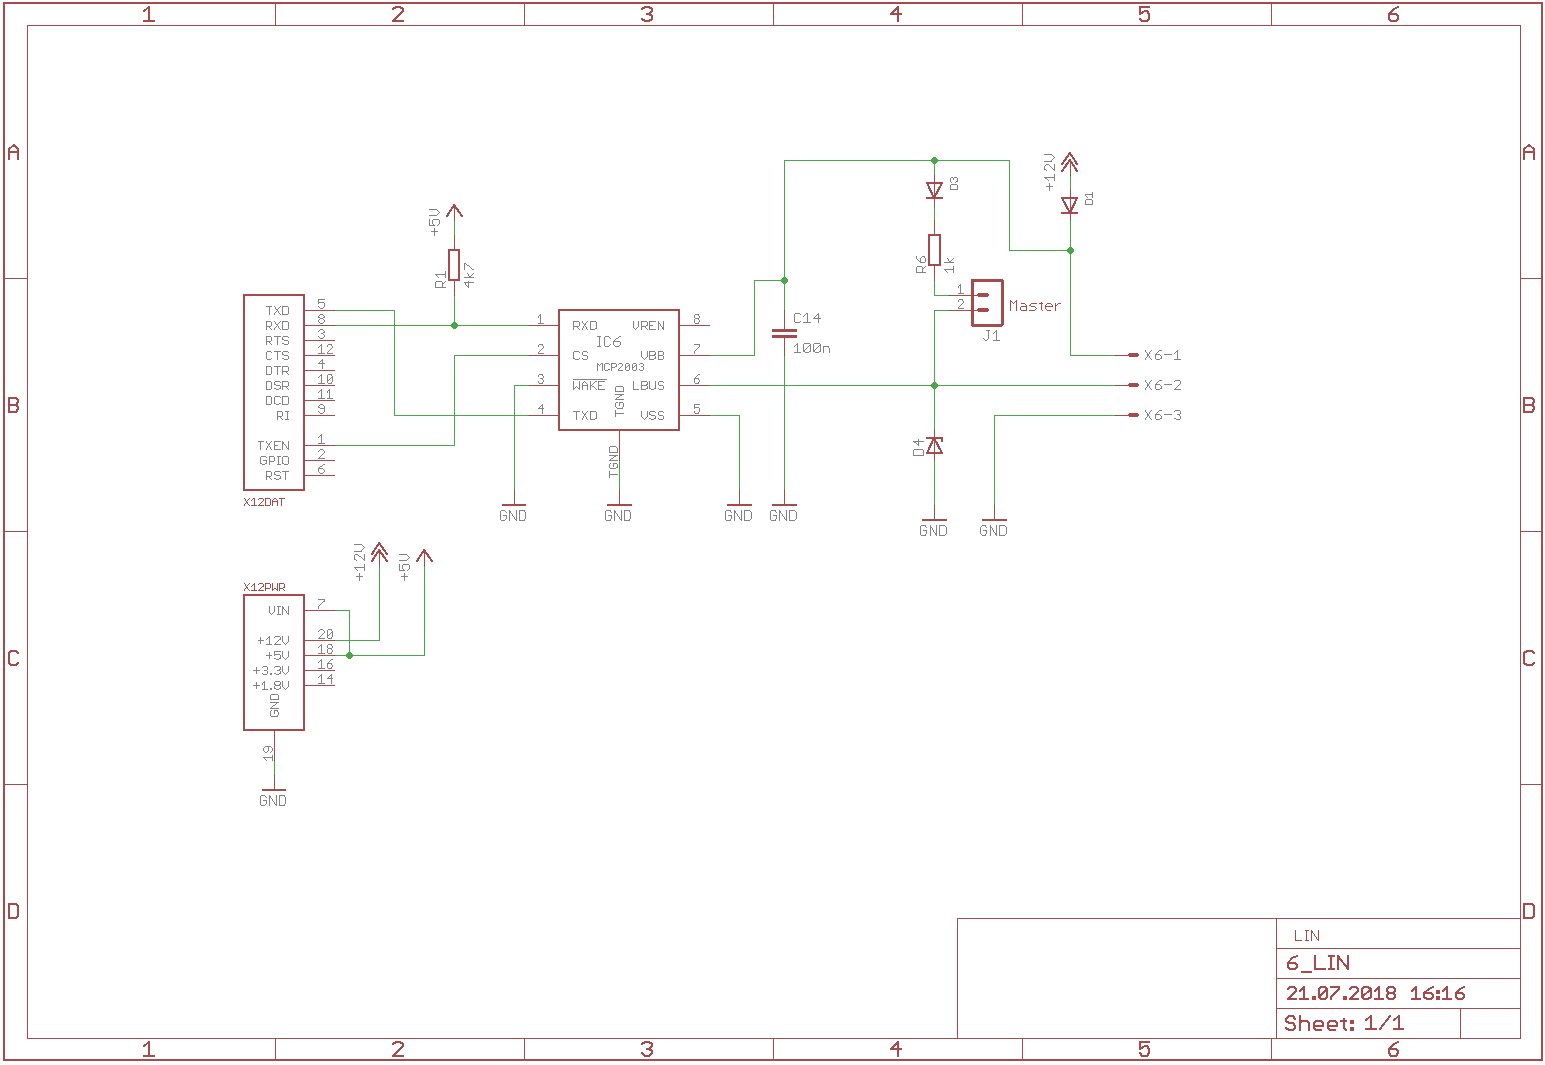 1 2 3 4 5 6
A A
+12V
D3
D1
+5V
R1
4k7
R6
1k
1
2
Master
J1
TXD 5
RXD 8
RTS 3
CTS 12
DTR 4
DSR 10
DCD 11
RI 9
TXEN 1
GPIO 2
RST 6
X12DAT
1 RXD VREN 8
IC6
2 CS VBB 7
MCP2003
3 WAKE LBUS 6
TGND
4 TXD VSS 5
TGND
C14
100n
X6-1
X6-2
X6-3
B B
D4
GND GND GND GND GND GND
+12V +5V
X12PWR
VIN 7
+12V 20
+5V 18
+3.3V 16
+1.8V 14
GND
19
GND
C C
D D
LIN
6_LIN
21.07.2018 16:16
Sheet: 1/1
1 2 3 4 5 6